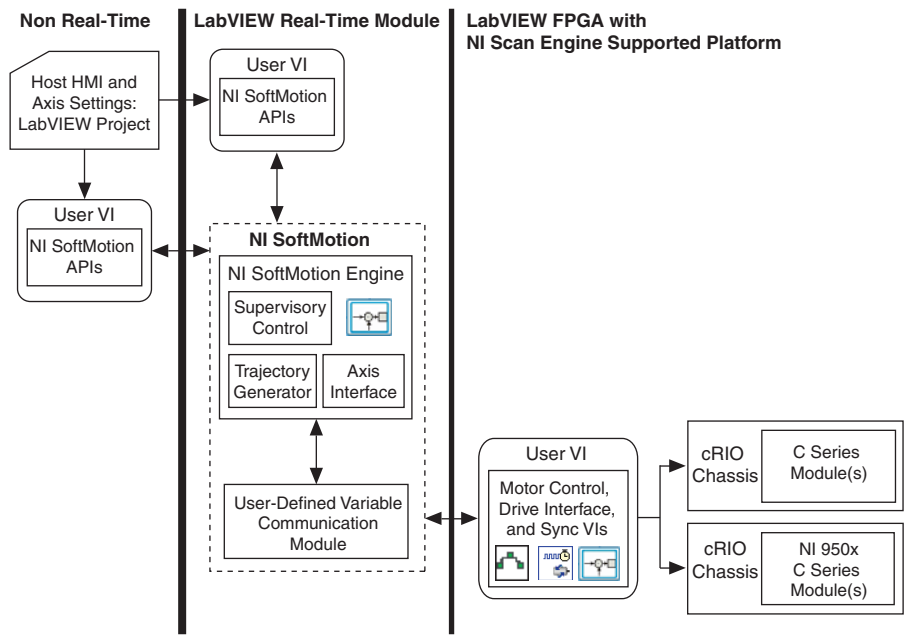 Non Real-Time
LabVIEW Real-Time Module
LabVIEW FPGA with
NI Scan Engine Supported Platform
Host HMI and
Axis Settings:
LabVIEW Project
User VI
NI SoftMotion
APIs
User VI
NI SoftMotion
APIs
NI SoftMotion
NI SoftMotion Engine
Supervisory
Control
Trajectory
Generator
Axis
Interface
User-Defined Variable
Communication
Module
User VI
Motor Control,
Drive Interface,
and Sync VIs
cRIO
Chassis
C Series
Module(s)
cRIO
Chassis
NI 950x
C Series
Module(s)